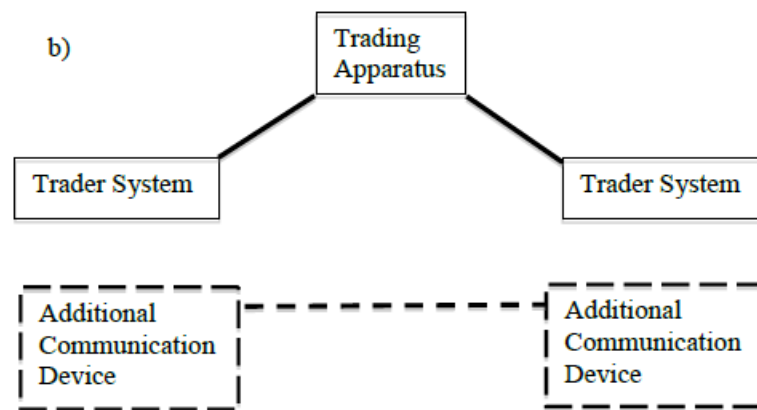 b)
Trading
Apparatus
Trader System
Trader System
Additional
Communication
Device
Additional
Communication
Device